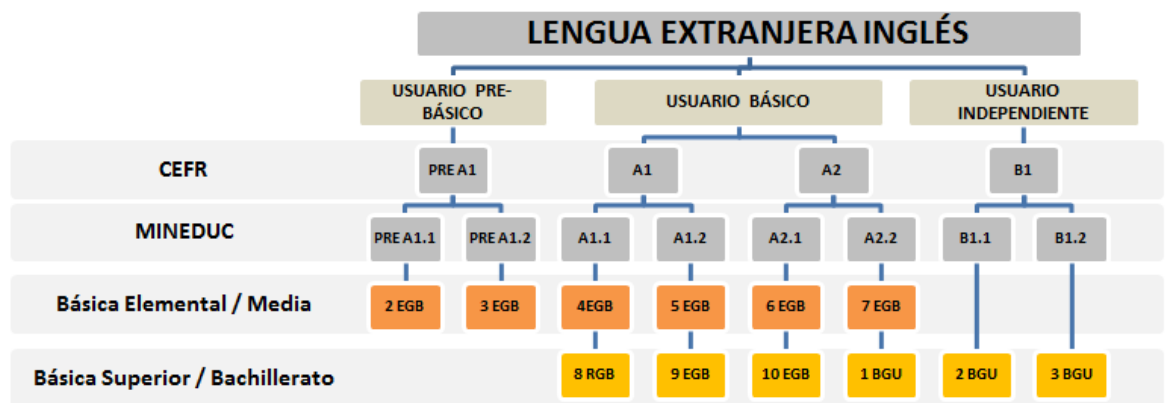 LENGUA EXTRANJERA INGLÉS
USUARIO PRE-
BÁSICO
USUARIO BÁSICO
USUARIO
INDEPENDIENTE
CEFR
PRE A1
A1
A2
B1
MINEDUC
PRE A1.1
PRE A1.2
A1.1
A1.2
A2.1
A2.2
B1.1
B1.2
Básica Elemental / Media
2 EGB
3 EGB
4EGB
5 EGB
6 EGB
7 EGB
Básica Superior / Bachillerato
8 RGB
9 EGB
10 EGB
1 BGU
2 BGU
3 BGU